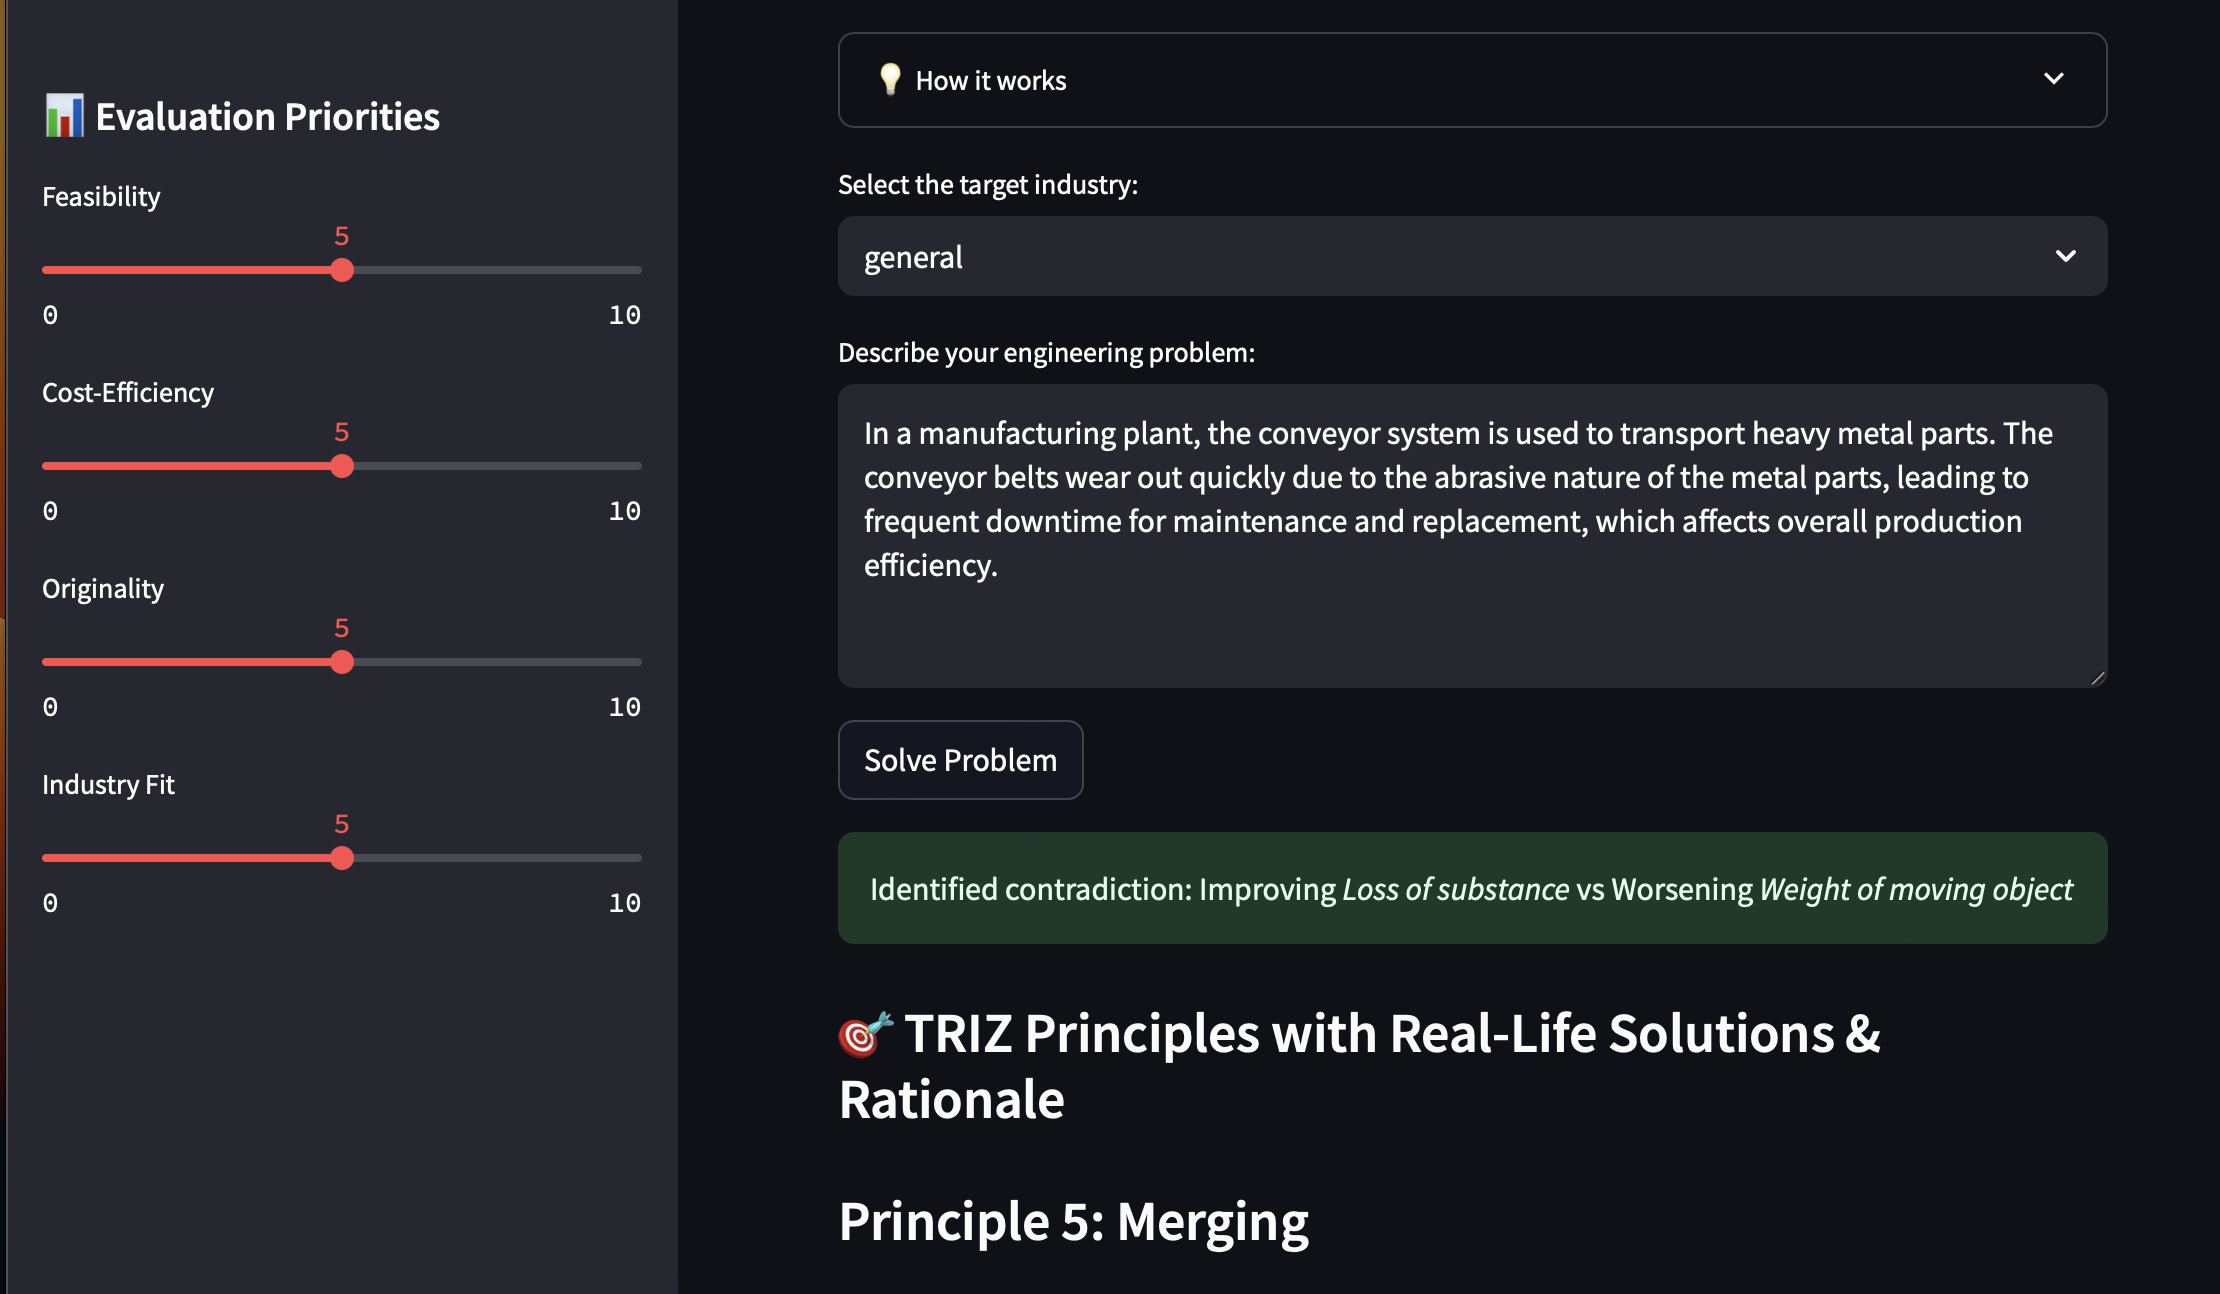 📊 Evaluation Priorities
Feasibility
5
0 10
Cost-Efficiency
5
0 10
Originality
5
0 10
Industry Fit
5
0 10
💡 How it works
Select the target industry:
general
Describe your engineering problem:
In a manufacturing plant, the conveyor system is used to transport heavy metal parts. The
conveyor belts wear out quickly due to the abrasive nature of the metal parts, leading to
frequent downtime for maintenance and replacement, which affects overall production
efficiency.
Solve Problem
Identified contradiction: Improving Loss of substance vs Worsening Weight of moving object
🎯 TRIZ Principles with Real-Life Solutions &
Rationale
Principle 5: Merging